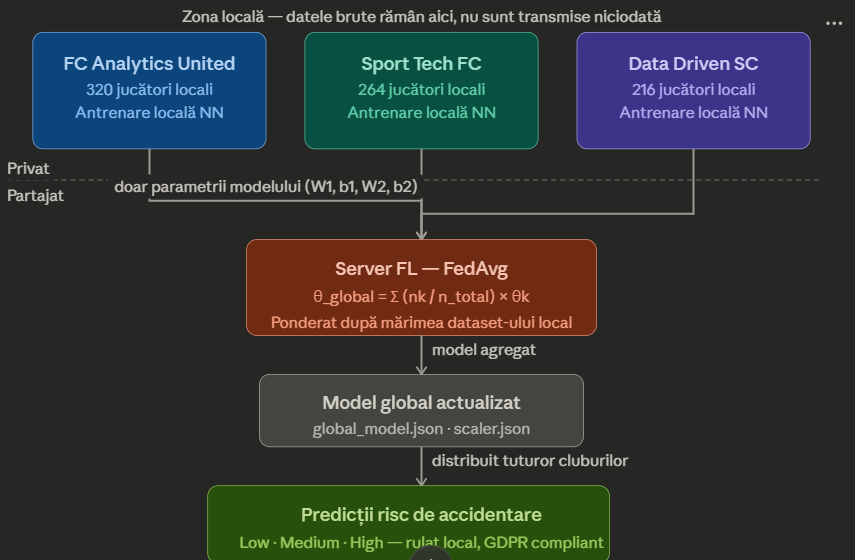 Zona locală — datele brute rămân aici, nu sunt transmise niciodată
FC Analytics United
320 jucători locali
Antrenare locală NN
Sport Tech FC
264 jucători locali
Antrenare locală NN
Data Driven SC
216 jucători locali
Antrenare locală NN
Privat
Partajat
doar parametrii modelului (W1, b1, W2, b2)
Server FL — FedAvg
θ_global = Σ (nk / n_total) × θk
Ponderat după mărimea dataset-ului local
model agregat
Model global actualizat
global_model.json · scaler.json
distribuit tuturor cluburilor
Predicții risc de accidentare
Low · Medium · High — rulat local, GDPR compliant